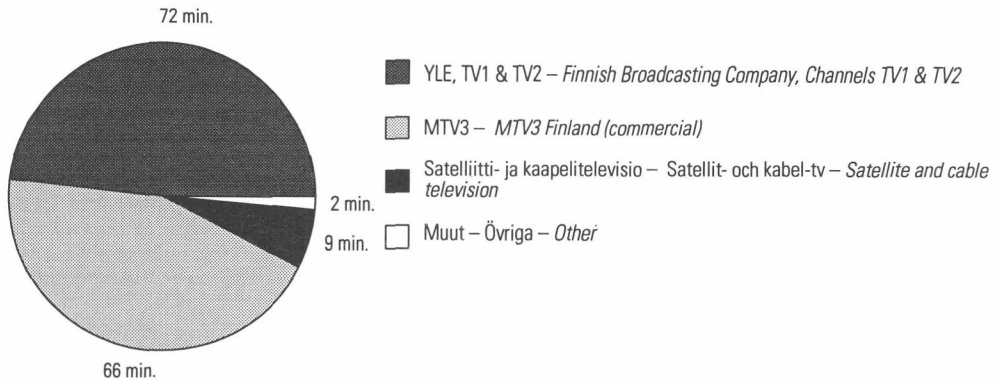 72 min.
YLE, TV1 & TV2 – Finnish Broadcasting Company, Channels TV1 & TV2
MTV3 – MTV3 Finland (commercial)
Satelliitti- ja kaapelitelevisio – Satellit- och kabel-tv – Satellite and cable
television
2 min.
9 min.
Muut – Övriga – Other
66 min.